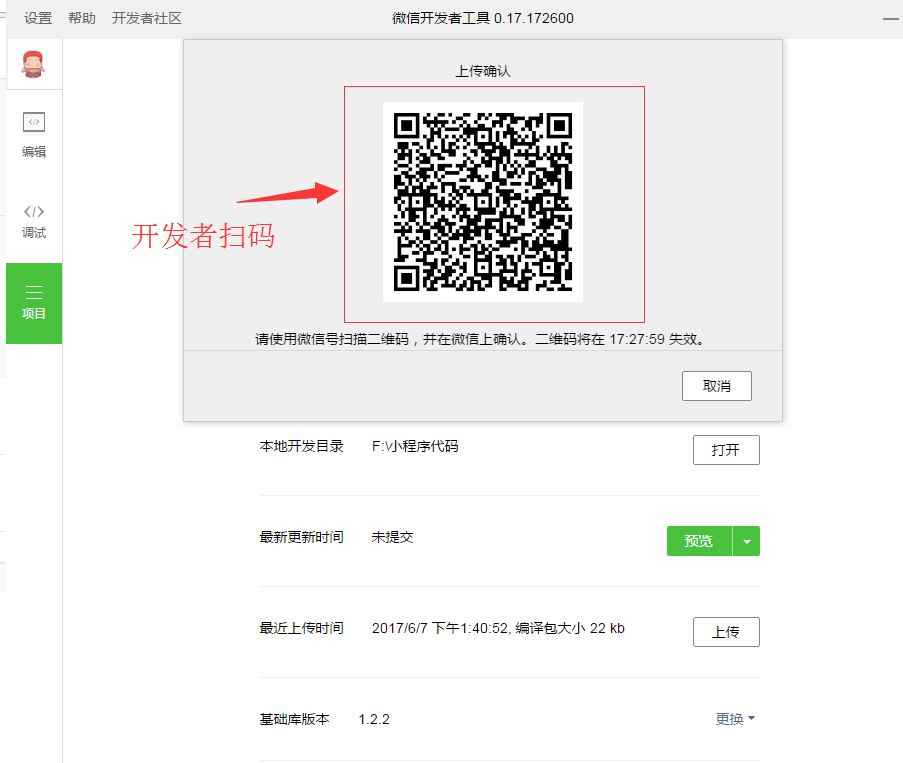 设置 帮助 开发者社区 微信开发者工具 0.17.172600
上传确认
编辑
调试
开发者扫码
项目
请使用微信号扫描二维码，并在微信上确认。二维码将在 17:27:59 失效。
取消
本地开发目录 F:\小程序代码 打开
最新更新时间 未提交 预览
最近上传时间 2017/6/7 下午1:40:52, 编译包大小 22 kb 上传
基础库版本 1.2.2 更换